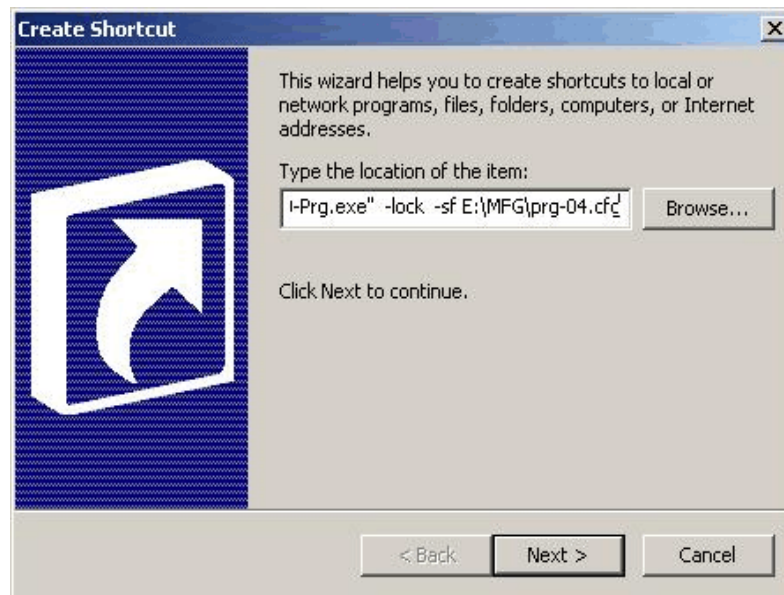 Create Shortcut
This wizard helps you to create shortcuts to local or
network programs, files, folders, computers, or Internet
addresses.
Type the location of the item:
-Prg.exe" -lock -sf E:\MFG\prg-04.cfg
Browse...
Click Next to continue.
< Back
Next >
Cancel